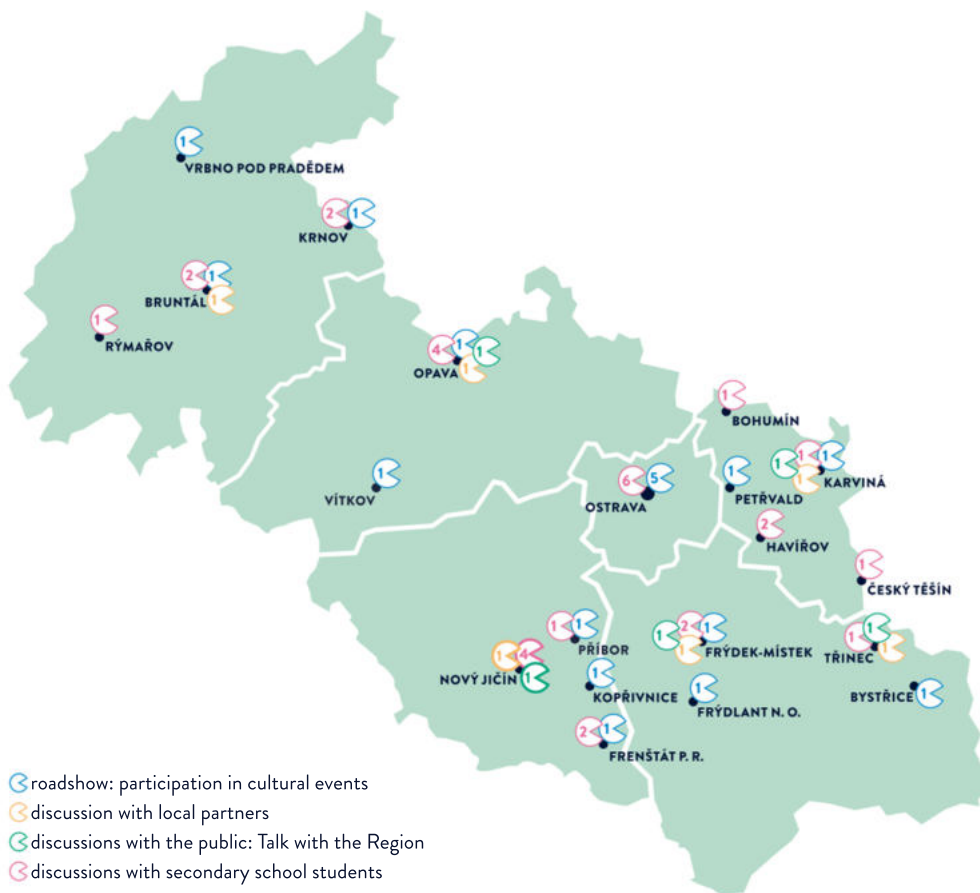 1
VRBNO POD PRADĚDEM
2 1
KRNOV
2 1
BRUNTÁL 1
1
RÝMAŘOV
4 1 1
OPAVA 1
1
BOHUMÍN
1 1 1
1
KARVINÁ
1
PETŘVALD
1
VÍTKOV
6 5
OSTRAVA
2
HAVÍŘOV
1
ČESKÝ TĚŠÍN
1 1
PŘÍBOR
1 2 1
1
FRÝDEK-MÍSTEK
1
1 1
TŘINEC
1 4
NOVÝ JIČÍN 1
1
KOPŘIVNICE
1
FRÝDLANT N. O.
BYSTŘICE 1
2 1
FRENŠTÁT P. R.
roadshow: participation in cultural events
discussion with local partners
discussions with the public: Talk with the Region
discussions with secondary school students